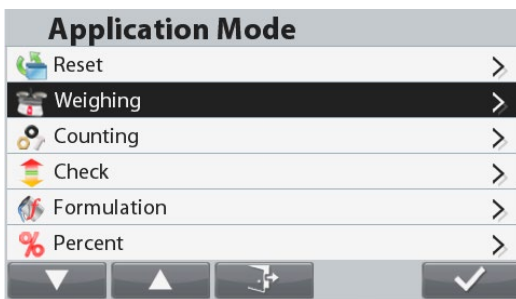 Application Mode
Reset
Weighing
Counting
Check
Formulation
Percent